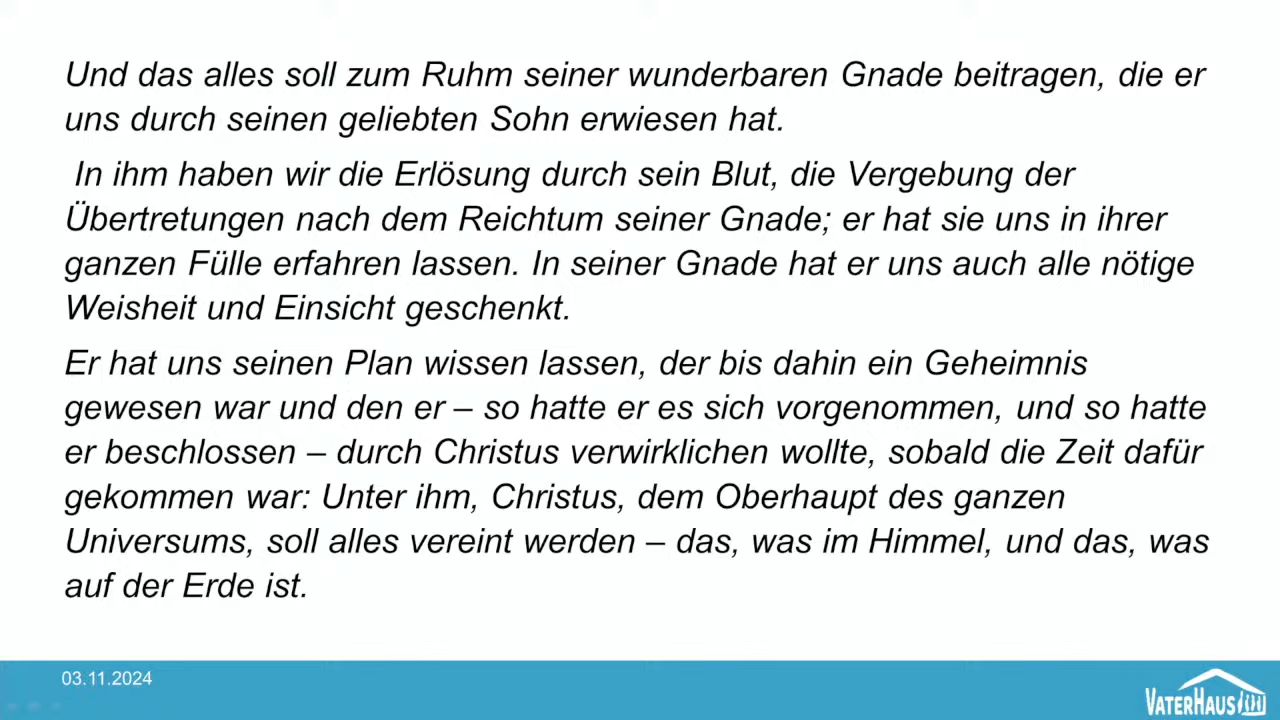 Und das alles soll zum Ruhm seiner wunderbaren Gnade beitragen, die er
uns durch seinen geliebten Sohn erwiesen hat.
In ihm haben wir die Erlösung durch sein Blut, die Vergebung der
Übertretungen nach dem Reichtum seiner Gnade; er hat sie uns in ihrer
ganzen Fülle erfahren lassen. In seiner Gnade hat er uns auch alle nötige
Weisheit und Einsicht geschenkt.
Er hat uns seinen Plan wissen lassen, der bis dahin ein Geheimnis
gewesen war und den er – so hatte er es sich vorgenommen, und so hatte
er beschlossen – durch Christus verwirklichen wollte, sobald die Zeit dafür
gekommen war: Unter ihm, Christus, dem Oberhaupt des ganzen
Universums, soll alles vereint werden – das, was im Himmel, und das, was
auf der Erde ist.
03.11.2024
VATERHAUS